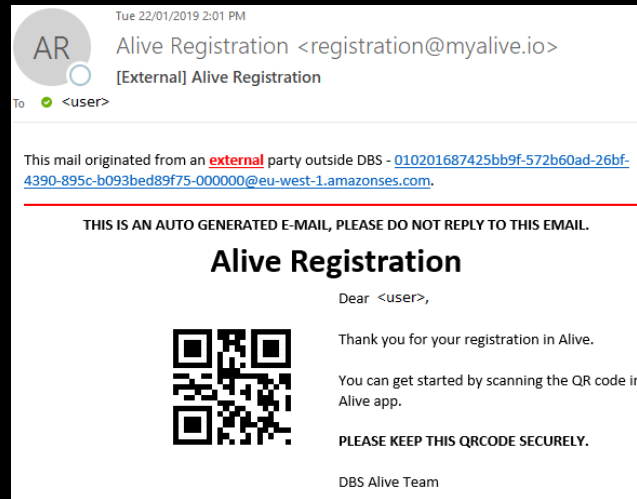 Tue 22/01/2019 2:01 PM
AR
Alive Registration <registration@myalive.io>
[External] Alive Registration
To <user>
This mail originated from an external party outside DBS - 010201687425bb9f-572b60ad-26bf-
4390-895c-b093bed89f75-000000@eu-west-1.amazonses.com.
THIS IS AN AUTO GENERATED E-MAIL, PLEASE DO NOT REPLY TO THIS EMAIL.
Alive Registration
Dear <user>,
Thank you for your registration in Alive.
You can get started by scanning the QR code in
Alive app.
PLEASE KEEP THIS QRCODE SECURELY.
DBS Alive Team